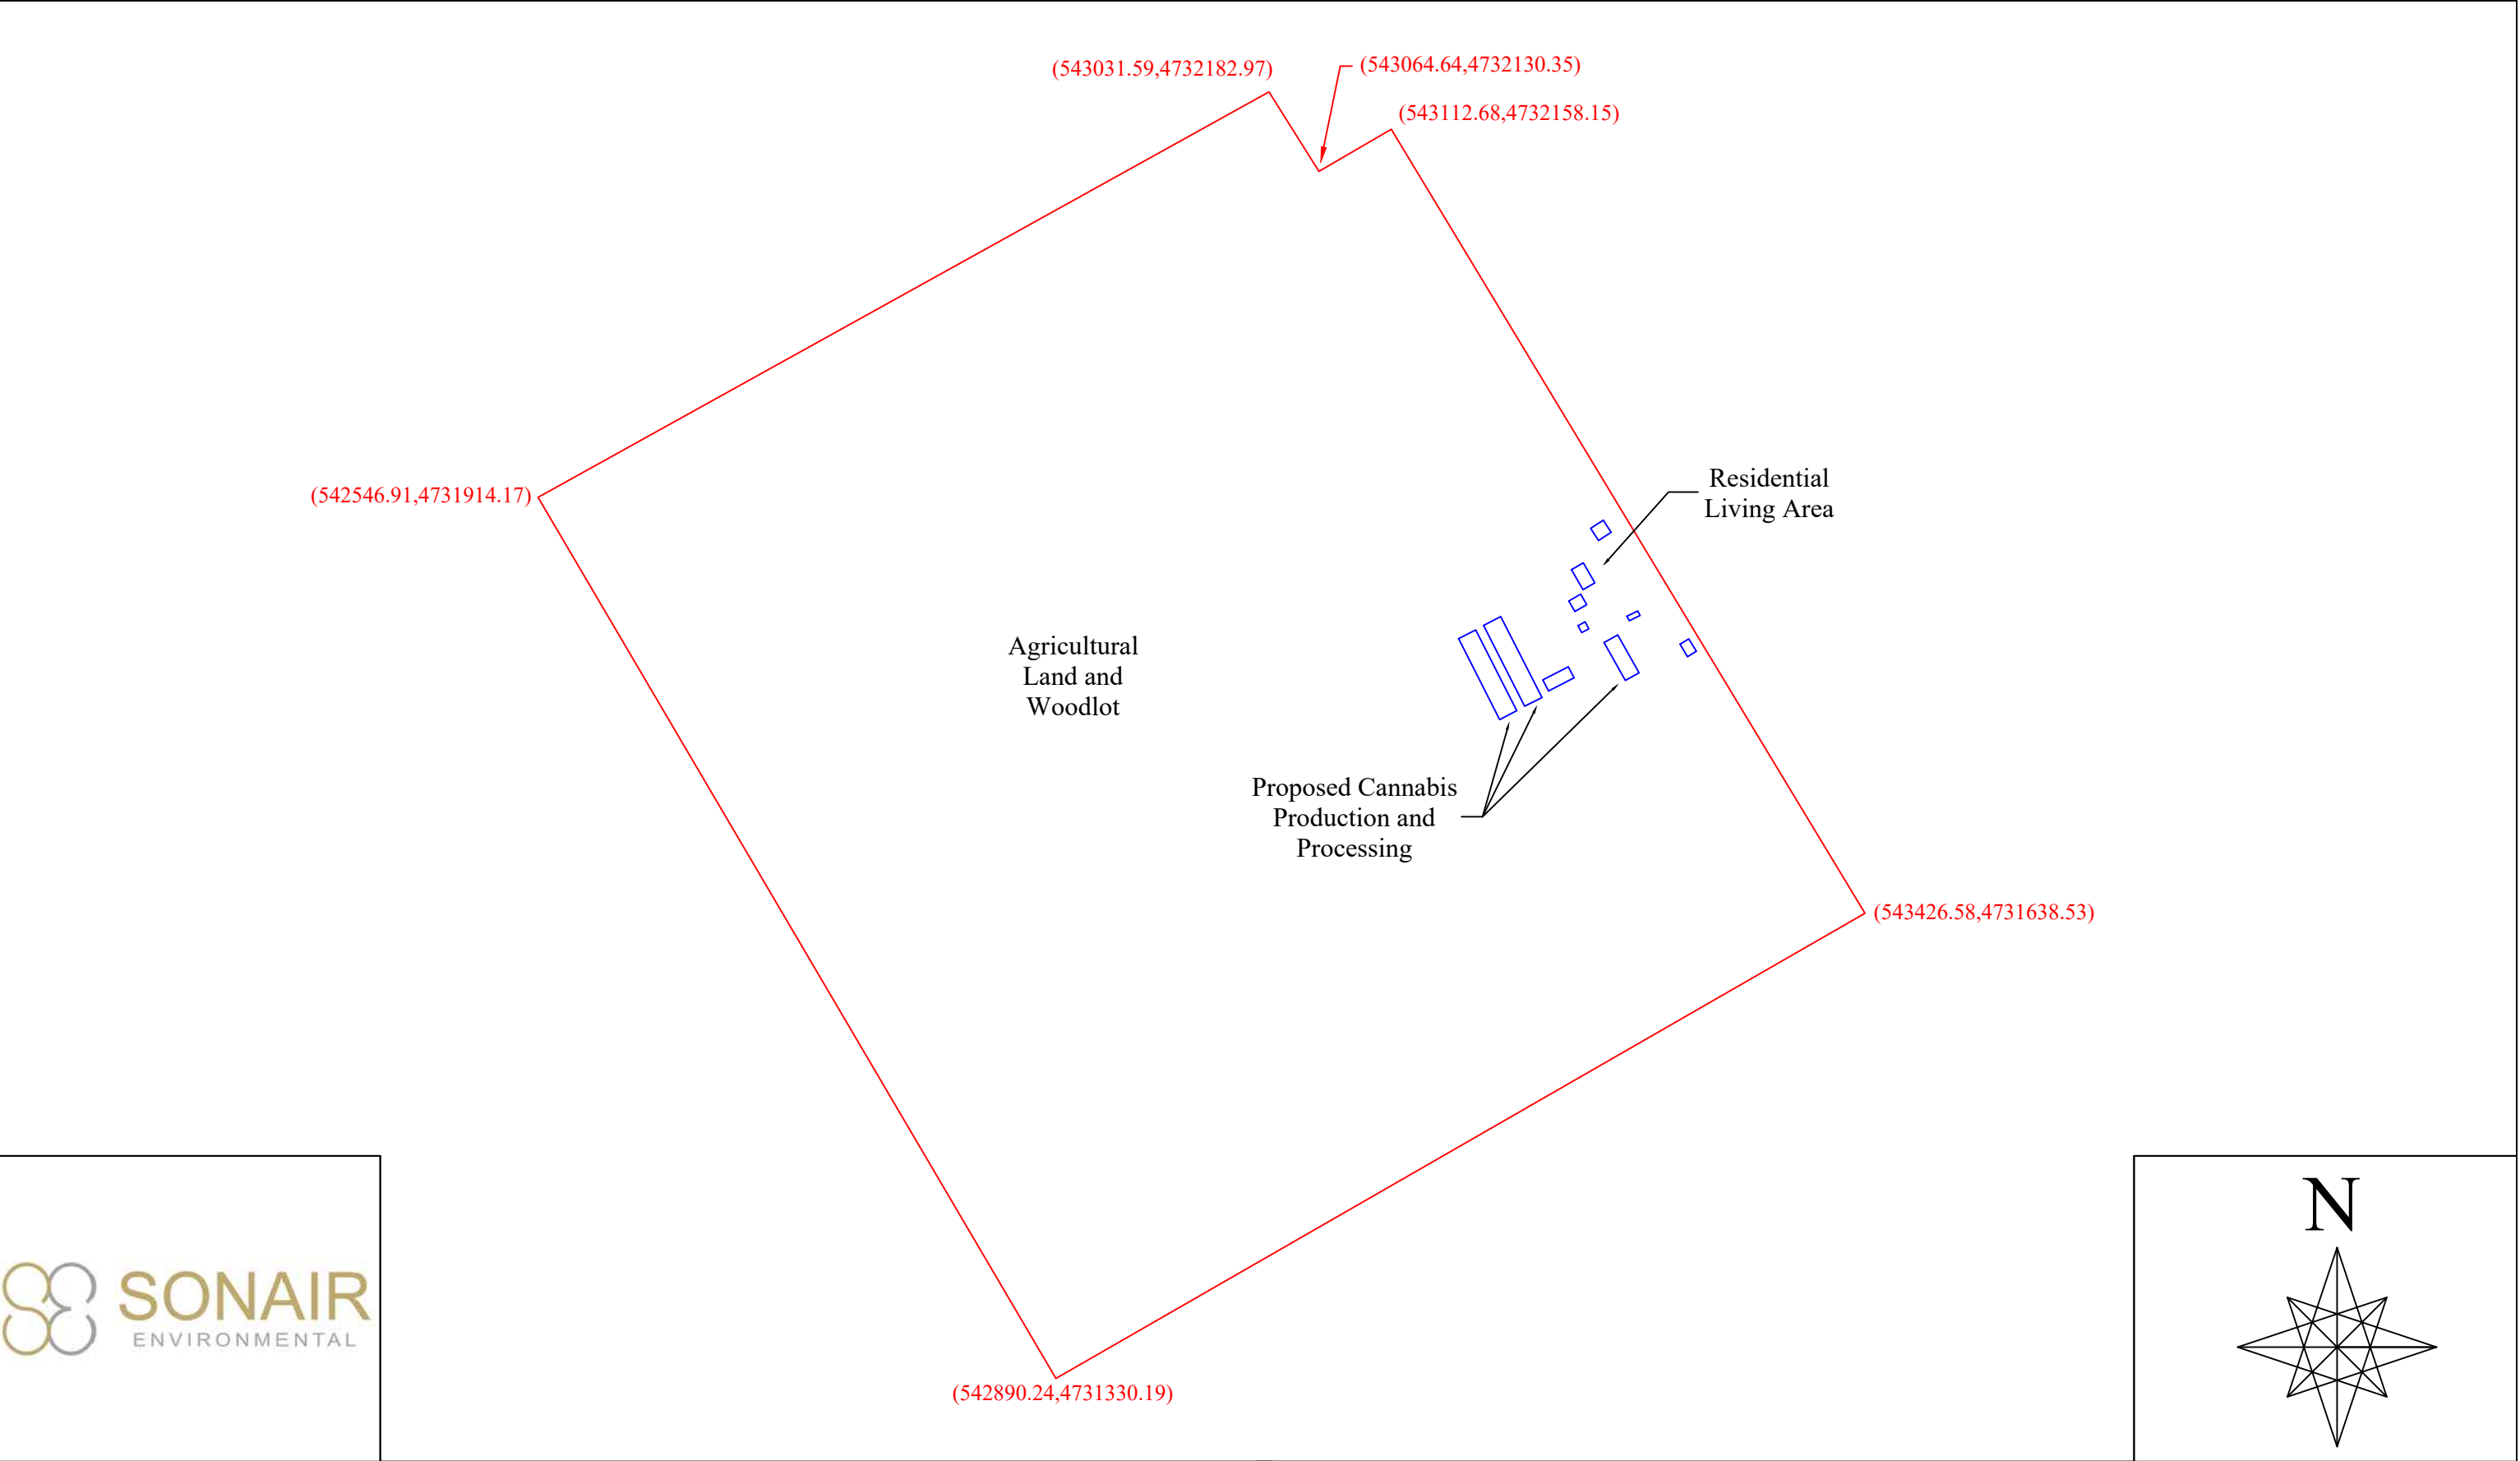 (543031.59,4732182.97)
(543064.64,4732130.35)
(543112.68,4732158.15)
Residential
Living Area
(542546.91,4731914.17)
Agricultural
Land and
Woodlot
Proposed Cannabis
Production and
Processing
(543426.58,4731638.53)
N
SONAIR
ENVIRONMENTAL
(542890.24,4731330.19)